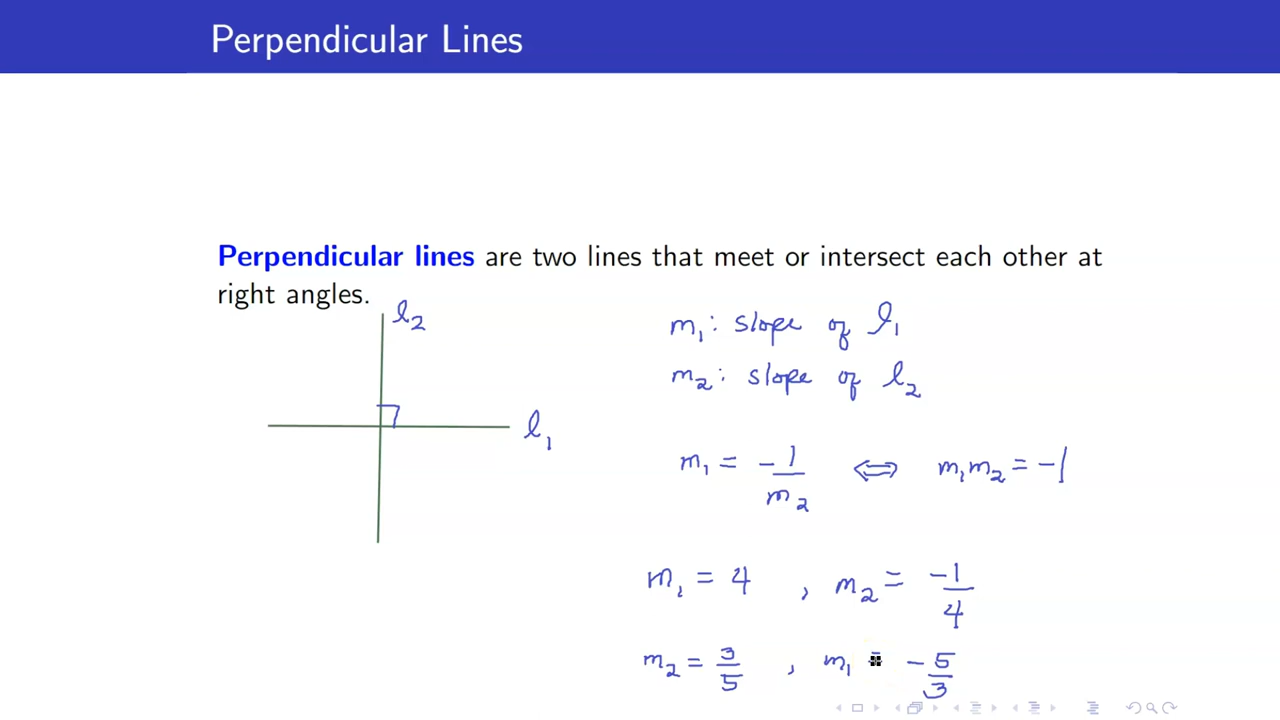 Perpendicular Lines
Perpendicular lines are two lines that meet or intersect each other at
right angles.
l₂
l₁
m₁: slope of l₁
m₂: slope of l₂
m₁ = -1/m₂ ⇔ m₁m₂ = -1
m₁ = 4 , m₂ = -1/4
m₂ = 3/5 , m₁ = -5/3